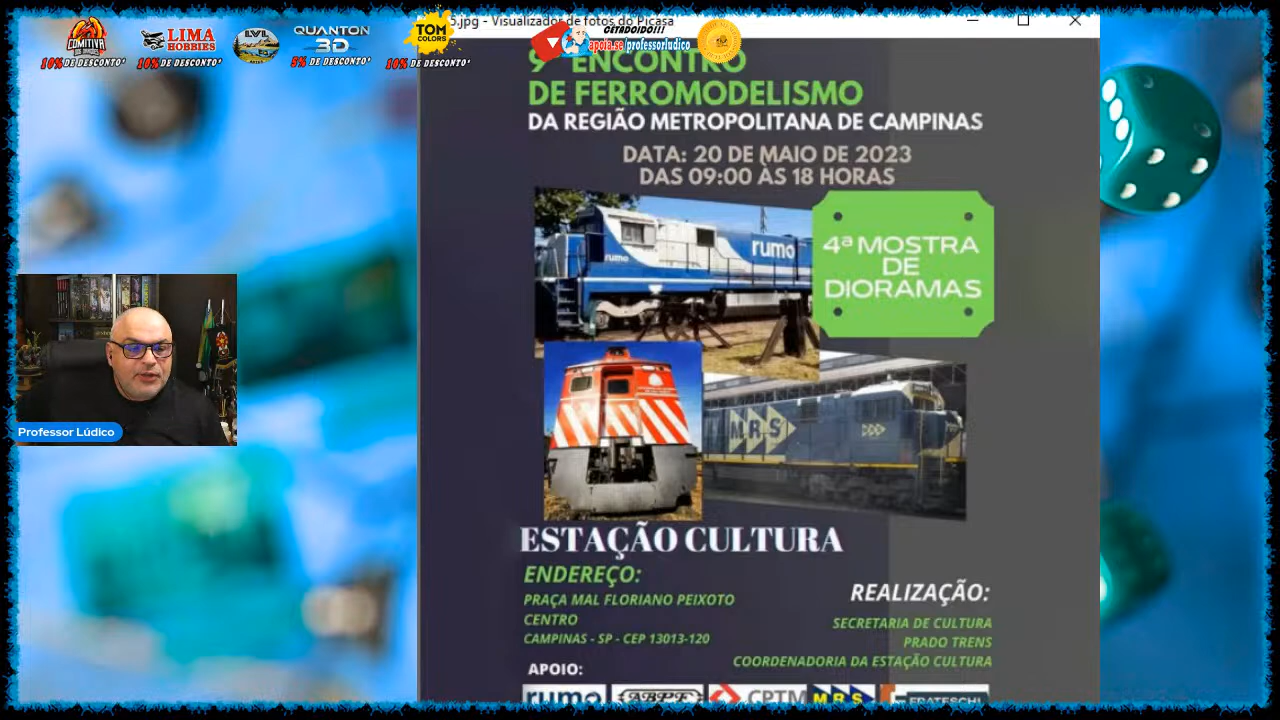 5.jpg - Visualizador de fotos do Picasa
COMITIVA
10% DE DESCONTO*
LIMA
HOBBIES
10% DE DESCONTO*
LVL
QUANTON
3D
5% DE DESCONTO*
TOM
COLORS
10% DE DESCONTO*
GETADOIDO!!!
apoia.se/professorludico
9º ENCONTRO
DE FERROMODELISMO
DA REGIÃO METROPOLITANA DE CAMPINAS
DATA: 20 DE MAIO DE 2023
DAS 09:00 ÀS 18 HORAS
rumo
rumo
4ª MOSTRA
DE
DIORAMAS
MRS
Professor Lúdico
ESTAÇÃO CULTURA
ENDEREÇO:
PRAÇA MAL FLORIANO PEIXOTO
CENTRO
CAMPINAS - SP - CEP 13013-120
REALIZAÇÃO:
SECRETARIA DE CULTURA
PRADO TRENS
COORDENADORIA DA ESTAÇÃO CULTURA
APOIO:
rumo ABPF CPTM MRS FRATESCHI